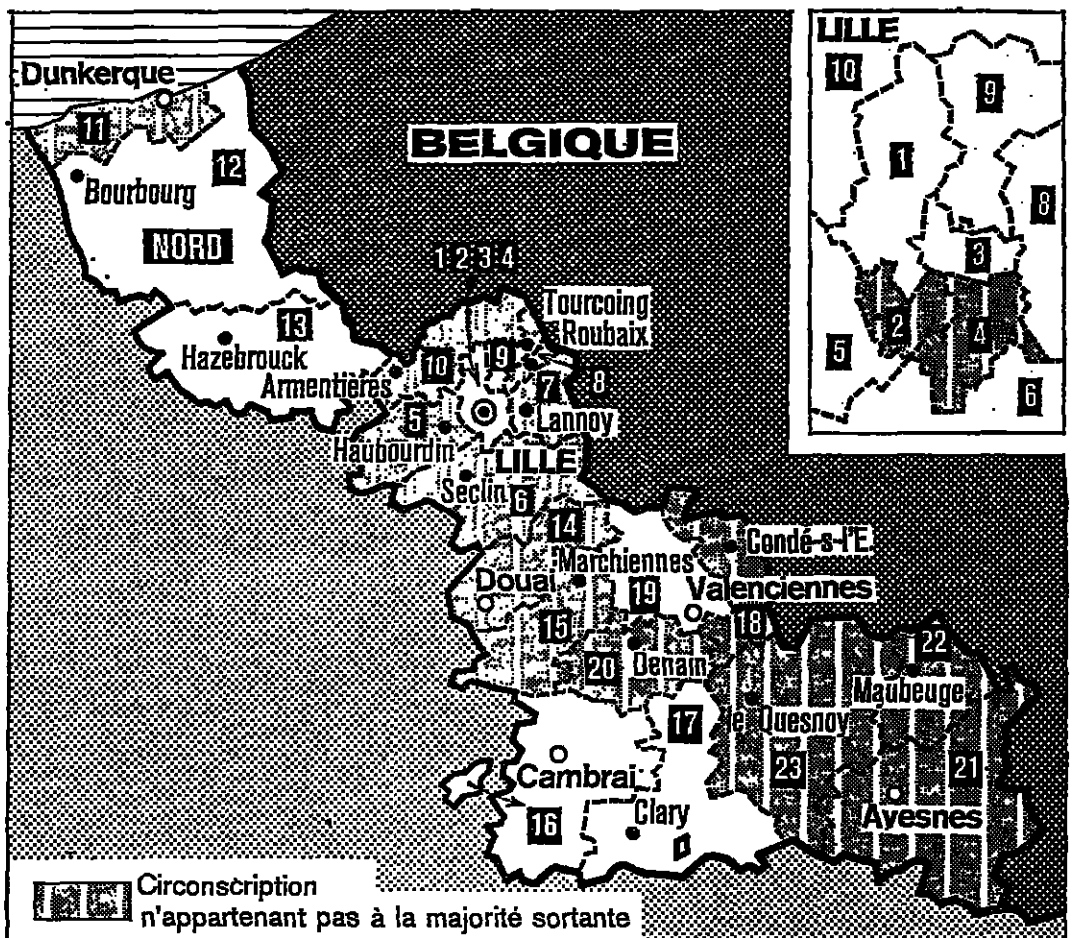 Dunkerque
11
12
BELGIQUE
Bourbourg
NORD
1 2 3 4
Tourcoing
Roubaix
13
Hazebrouck
10
9
Armentières
7
8
5
Lannoy
Haubourdin
LILLE
Seclin
6
14
Condé-s-l'E.
Marchiennes
Douai
19
Valenciennes
15
18
20
Denain
22
Maubeuge
17
le Quesnoy
23
21
Cambrai
Avesnes
16
Clary
LILLE
10
9
1
8
3
2
4
5
6
Circonscription
n'appartenant pas à la majorité sortante